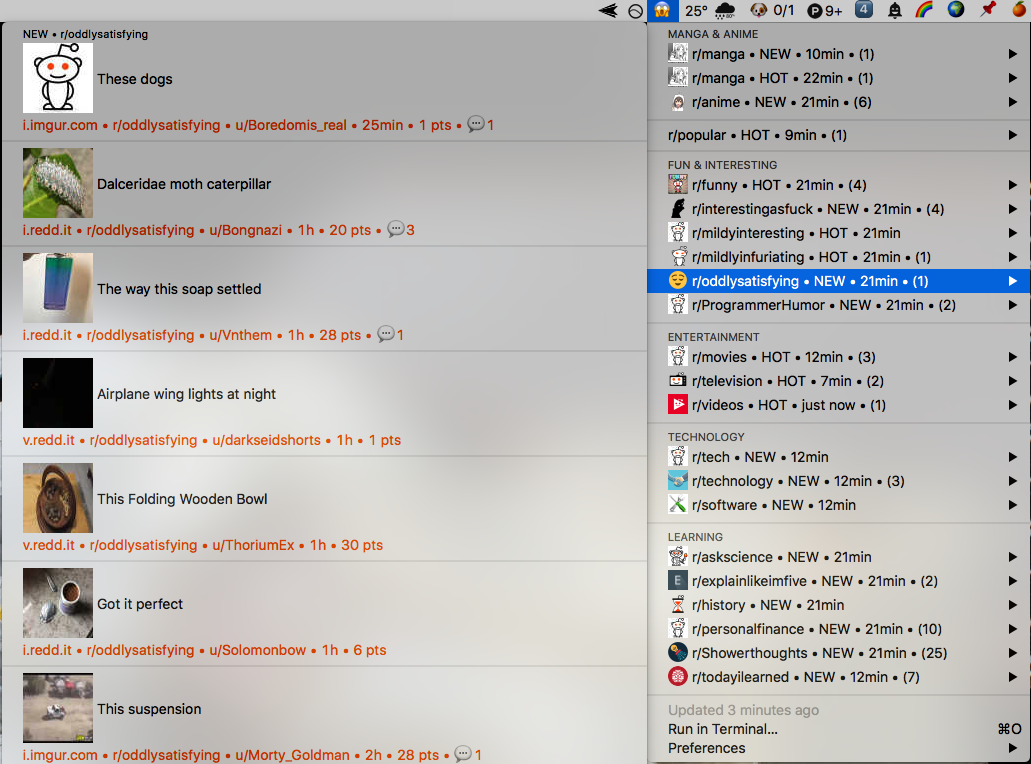 25° 0/1 9+ 4
NEW • r/oddlysatisfying
These dogs
i.imgur.com • r/oddlysatisfying • u/Boredomis_real • 25min • 1 pts • 💬1
Dalceridae moth caterpillar
i.redd.it • r/oddlysatisfying • u/Bongnazi • 1h • 20 pts • 💬3
The way this soap settled
i.redd.it • r/oddlysatisfying • u/Vnthem • 1h • 28 pts • 💬1
Airplane wing lights at night
v.redd.it • r/oddlysatisfying • u/darkseidshorts • 1h • 1 pts
This Folding Wooden Bowl
v.redd.it • r/oddlysatisfying • u/ThoriumEx • 1h • 30 pts
Got it perfect
i.redd.it • r/oddlysatisfying • u/Solomonbow • 1h • 6 pts
This suspension
i.imgur.com • r/oddlysatisfying • u/Morty_Goldman • 2h • 28 pts • 💬1
MANGA & ANIME
r/manga • NEW • 10min • (1)
r/manga • HOT • 22min • (1)
r/anime • NEW • 21min • (6)
r/popular • HOT • 9min • (1)
FUN & INTERESTING
r/funny • HOT • 21min • (4)
r/interestingasfuck • NEW • 21min • (4)
r/mildyinteresting • HOT • 21min
r/mildlyinfuriating • HOT • 21min • (1)
r/oddlysatisfying • NEW • 21min • (1)
r/ProgrammerHumor • NEW • 21min • (2)
ENTERTAINMENT
r/movies • HOT • 12min • (3)
r/television • HOT • 7min • (2)
r/videos • HOT • just now • (1)
TECHNOLOGY
r/tech • NEW • 12min
r/technology • NEW • 12min • (3)
r/software • NEW • 12min
LEARNING
r/askscience • NEW • 21min
E r/explainlikeimfive • NEW • 21min • (2)
r/history • NEW • 21min
r/personalfinance • NEW • 21min • (10)
r/Showerthoughts • NEW • 21min • (25)
r/todayilearned • NEW • 12min • (7)
Updated 3 minutes ago
Run in Terminal... ⌘O
Preferences